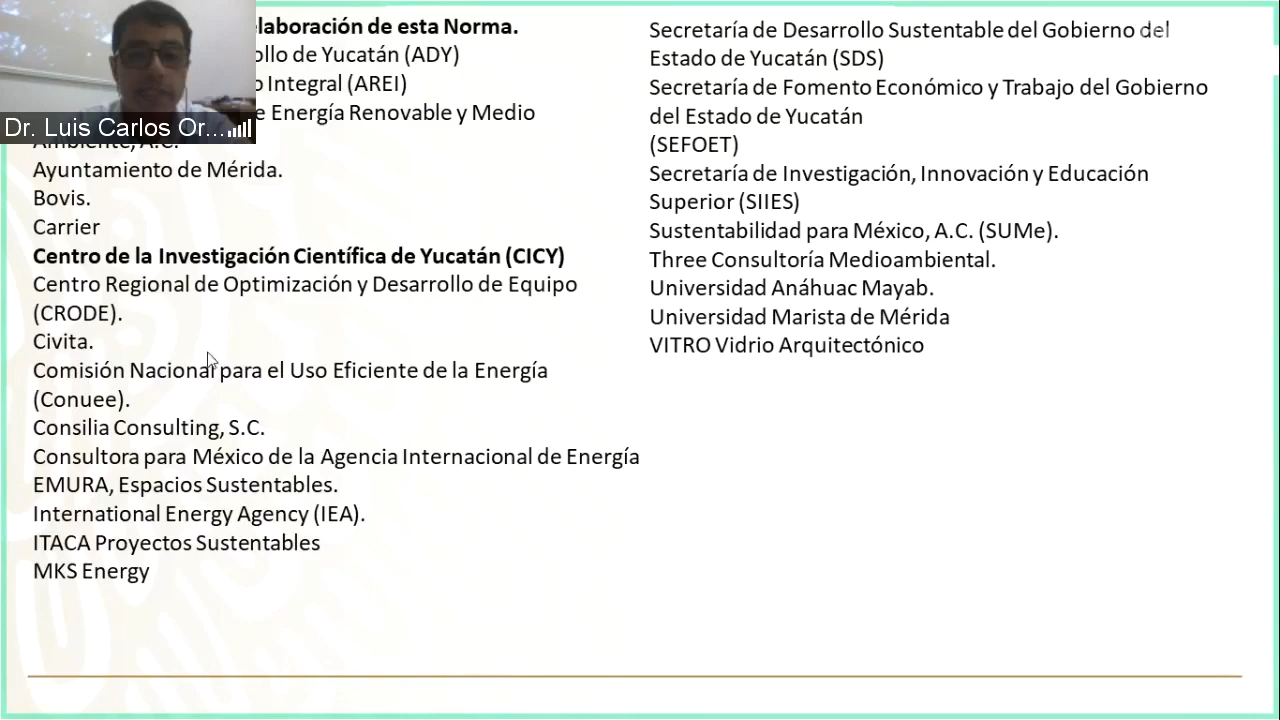 elaboración de esta Norma.
ollo de Yucatán (ADY)
o Integral (AREI)
e Energía Renovable y Medio
Ambiente, A.C.
Ayuntamiento de Mérida.
Bovis.
Carrier
Centro de la Investigación Científica de Yucatán (CICY)
Centro Regional de Optimización y Desarrollo de Equipo
(CRODE).
Civita.
Comisión Nacional para el Uso Eficiente de la Energía
(Conuee).
Consilia Consulting, S.C.
Consultora para México de la Agencia Internacional de Energía
EMURA, Espacios Sustentables.
International Energy Agency (IEA).
ITACA Proyectos Sustentables
MKS Energy
Secretaría de Desarrollo Sustentable del Gobierno del
Estado de Yucatán (SDS)
Secretaría de Fomento Económico y Trabajo del Gobierno
del Estado de Yucatán
(SEFOET)
Secretaría de Investigación, Innovación y Educación
Superior (SIIES)
Sustentabilidad para México, A.C. (SUMe).
Three Consultoría Medioambiental.
Universidad Anáhuac Mayab.
Universidad Marista de Mérida
VITRO Vidrio Arquitectónico
Dr. Luis Carlos Or...